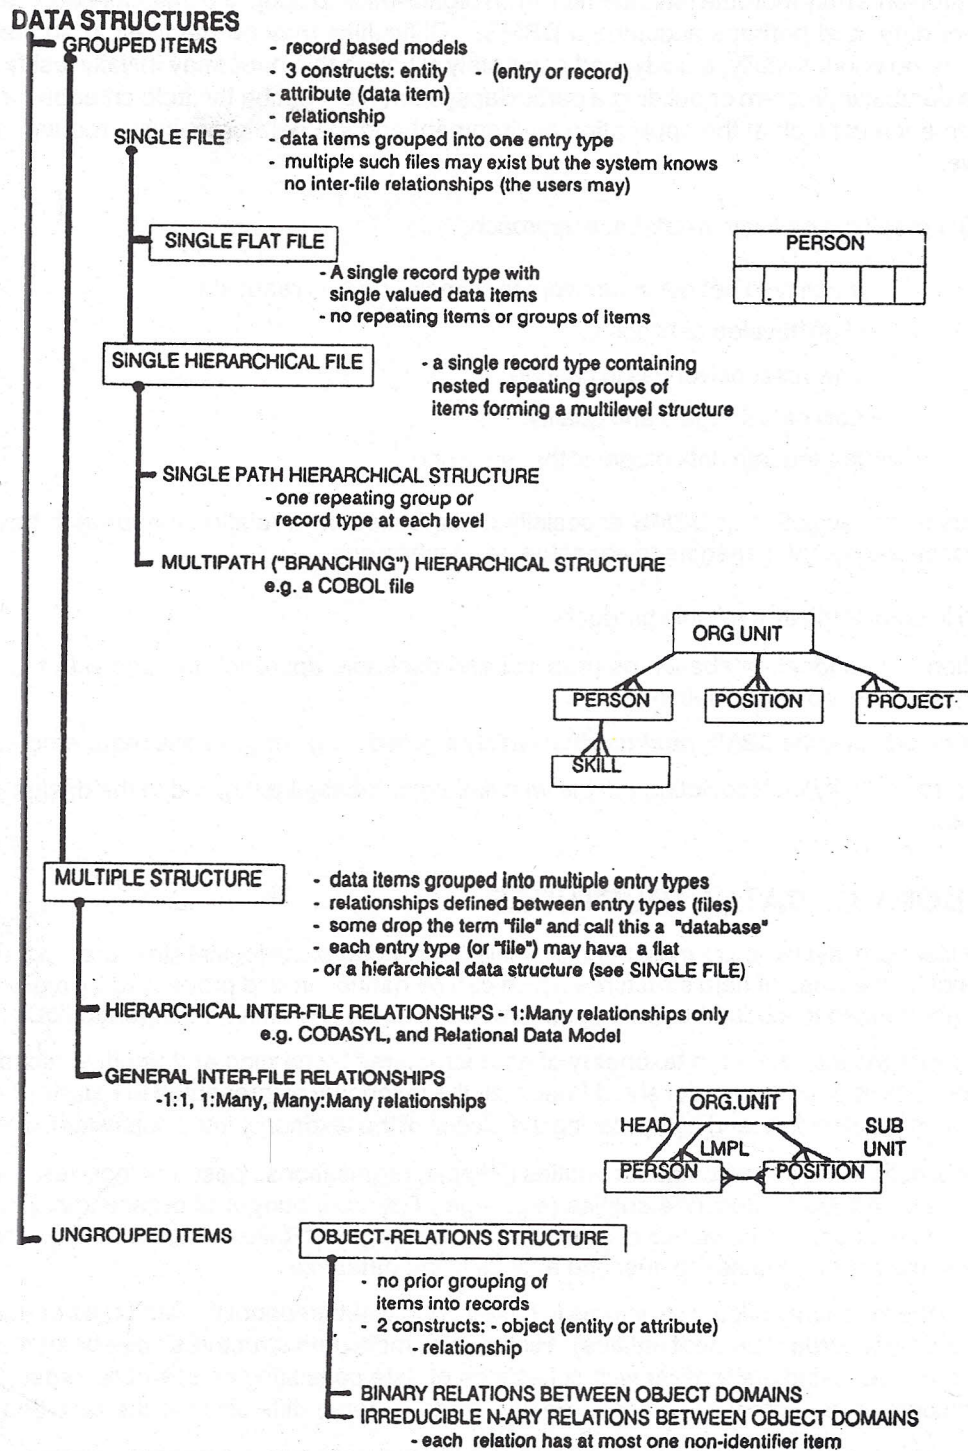 DATA STRUCTURES
GROUPED ITEMS - record based models
- 3 constructs: entity - (entry or record)
- attribute (data item)
- relationship
SINGLE FILE - data items grouped into one entry type
- multiple such files may exist but the system knows
no inter-file relationships (the users may)
SINGLE FLAT FILE
PERSON
- A single record type with
single valued data items
- no repeating items or groups of items
SINGLE HIERARCHICAL FILE - a single record type containing
nested repeating groups of
items forming a multilevel structure
SINGLE PATH HIERARCHICAL STRUCTURE
- one repeating group or
record type at each level
MULTIPATH ("BRANCHING") HIERARCHICAL STRUCTURE
e.g. a COBOL file
ORG UNIT
PERSON POSITION PROJECT
SKILL
MULTIPLE STRUCTURE - data items grouped into multiple entry types
- relationships defined between entry types (files)
- some drop the term "file" and call this a "database"
- each entry type (or "file") may hava a flat
- or a hierarchical data structure (see SINGLE FILE)
HIERARCHICAL INTER-FILE RELATIONSHIPS - 1:Many relationships only
e.g. CODASYL, and Relational Data Model
GENERAL INTER-FILE RELATIONSHIPS
-1:1, 1:Many, Many:Many relationships
ORG.UNIT
HEAD LMPL SUB
UNIT
PERSON POSITION
UNGROUPED ITEMS OBJECT-RELATIONS STRUCTURE
- no prior grouping of
items into records
- 2 constructs: - object (entity or attribute)
- relationship
BINARY RELATIONS BETWEEN OBJECT DOMAINS
IRREDUCIBLE N-ARY RELATIONS BETWEEN OBJECT DOMAINS
- each relation has at most one non-identifier item